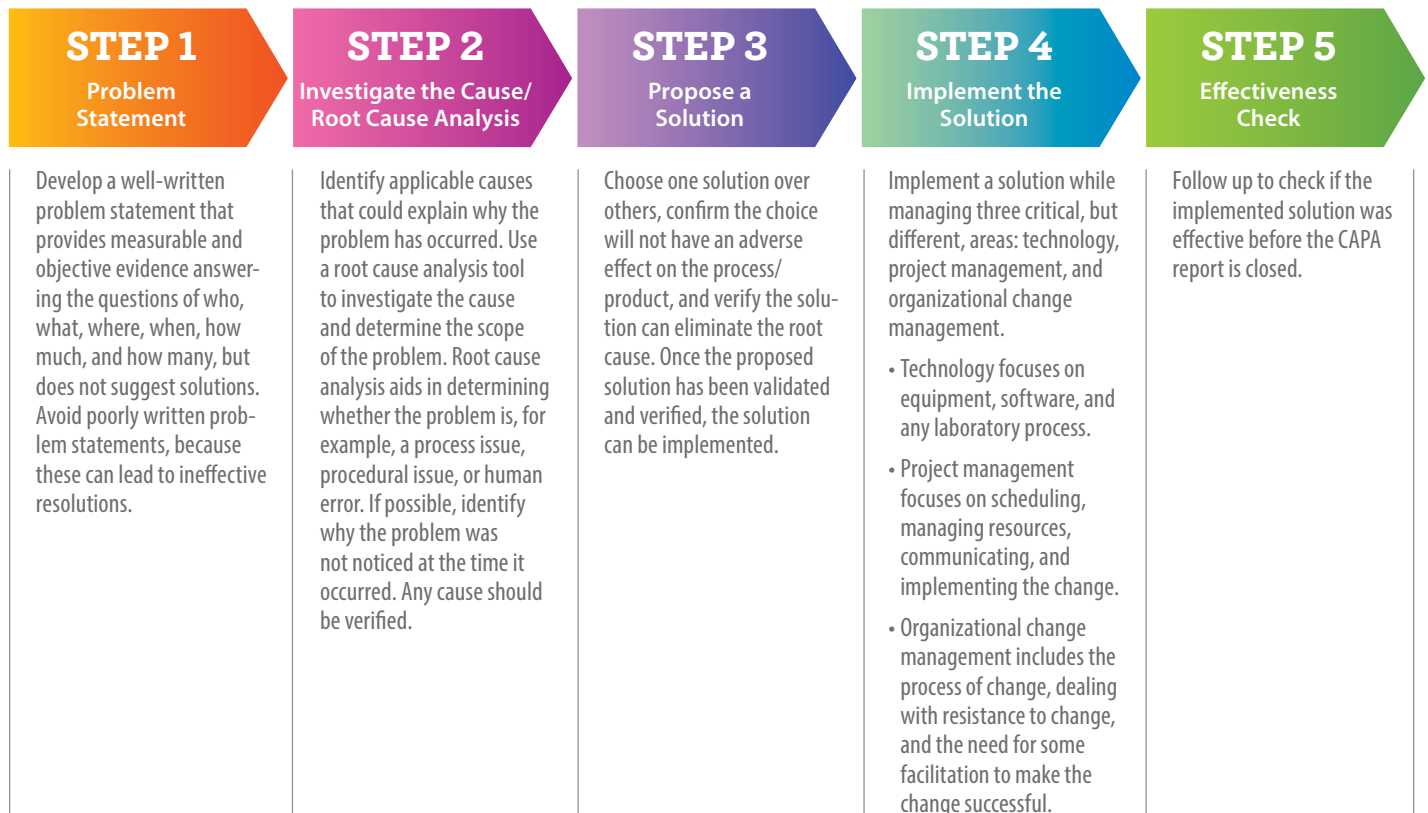 STEP 1
Problem
Statement
Develop a well-written
problem statement that
provides measurable and
objective evidence answer-
ing the questions of who,
what, where, when, how
much, and how many, but
does not suggest solutions.
Avoid poorly written prob-
lem statements, because
these can lead to ineffective
resolutions.
STEP 2
Investigate the Cause/
Root Cause Analysis
Identify applicable causes
that could explain why the
problem has occurred. Use
a root cause analysis tool
to investigate the cause
and determine the scope
of the problem. Root cause
analysis aids in determining
whether the problem is, for
example, a process issue,
procedural issue, or human
error. If possible, identify
why the problem was
not noticed at the time it
occurred. Any cause should
be verified.
STEP 3
Propose a
Solution
Choose one solution over
others, confirm the choice
will not have an adverse
effect on the process/
product, and verify the solu-
tion can eliminate the root
cause. Once the proposed
solution has been validated
and verified, the solution
can be implemented.
STEP 4
Implement the
Solution
Implement a solution while
managing three critical, but
different, areas: technology,
project management, and
organizational change
management.
• Technology focuses on
equipment, software, and
any laboratory process.
• Project management
focuses on scheduling,
managing resources,
communicating, and
implementing the change.
• Organizational change
management includes the
process of change, dealing
with resistance to change,
and the need for some
facilitation to make the
change successful.
STEP 5
Effectiveness
Check
Follow up to check if the
implemented solution was
effective before the CAPA
report is closed.